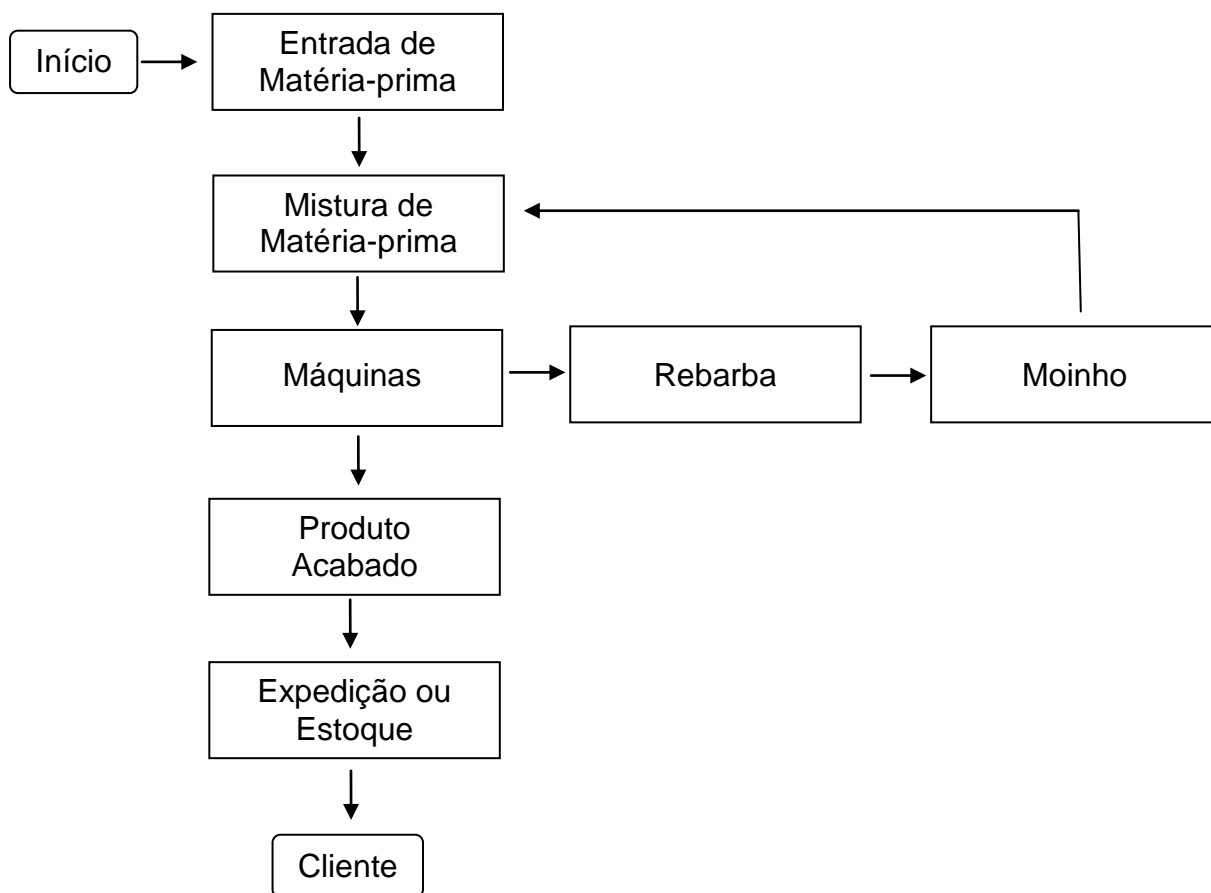 Início
Entrada de
Matéria-prima
Mistura de
Matéria-prima
Máquinas
Rebarba
Moinho
Produto
Acabado
Expedição ou
Estoque
Cliente